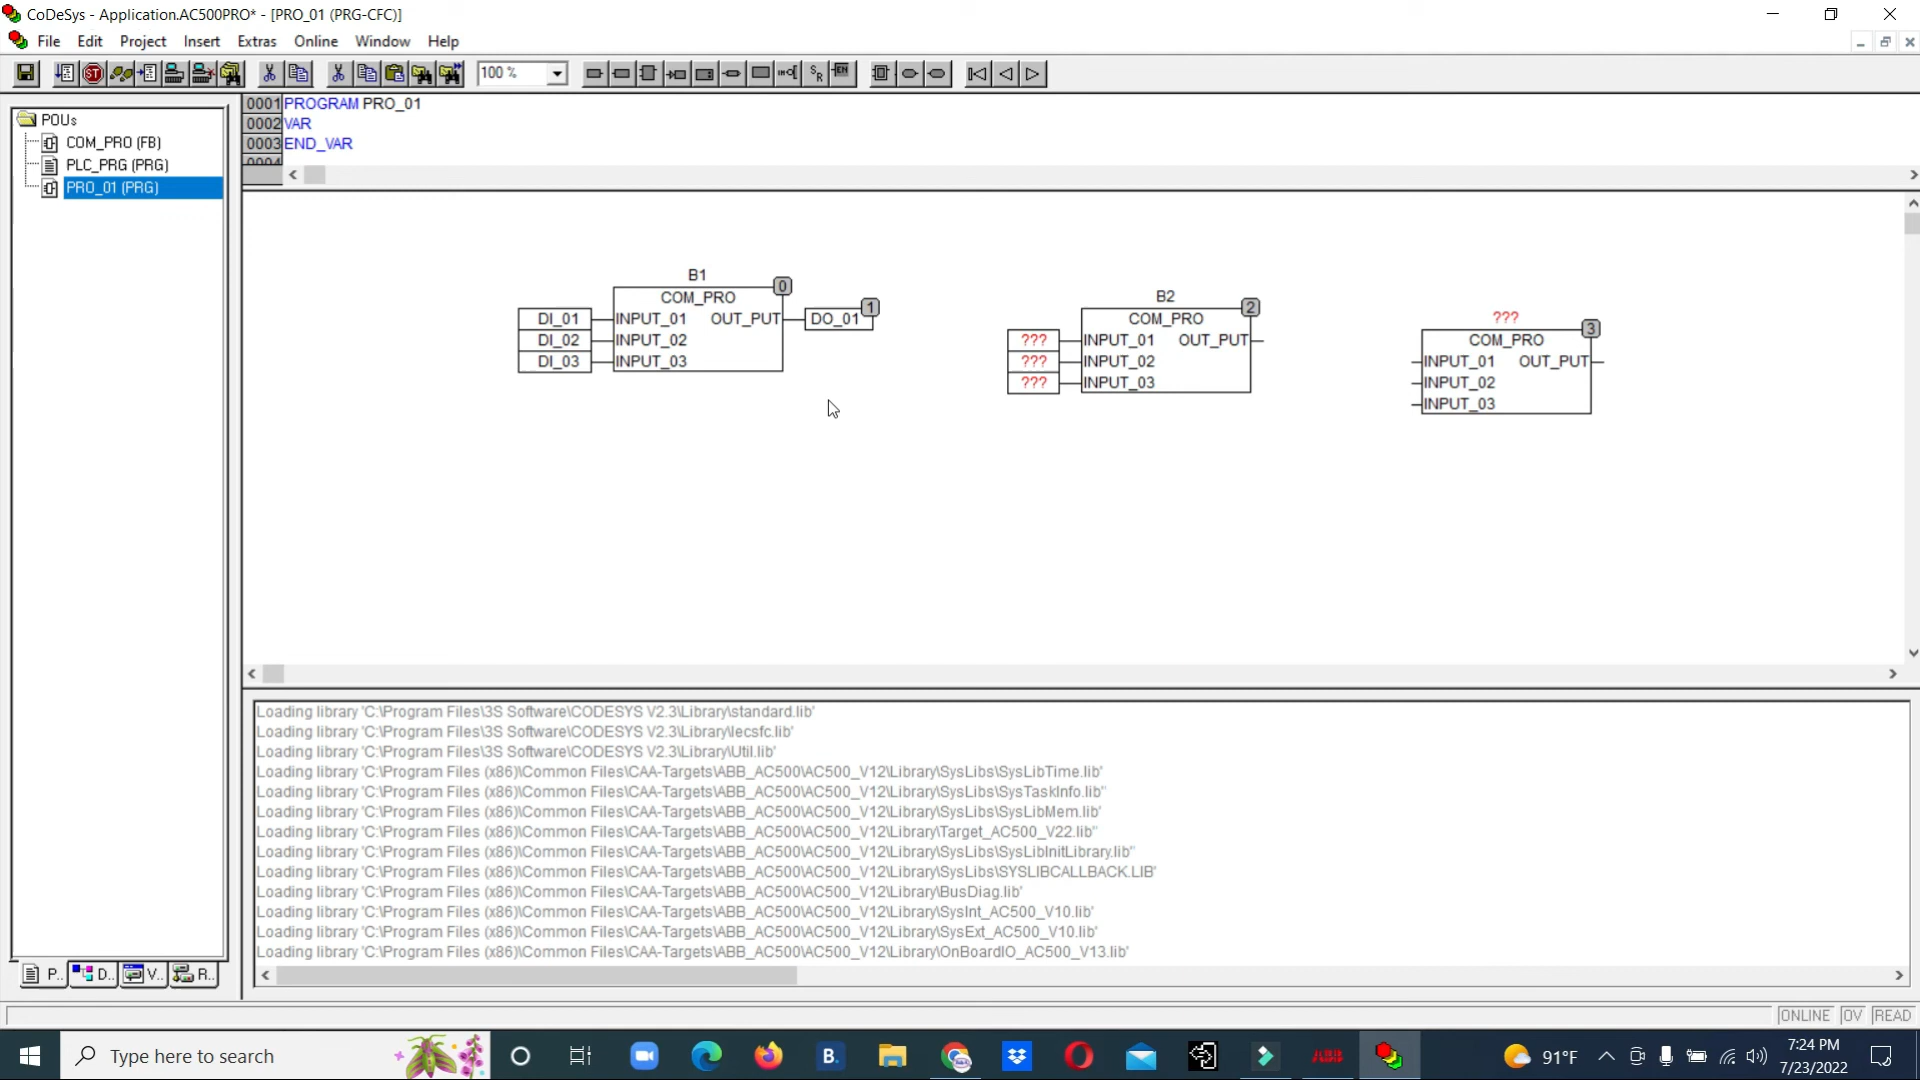 CoDeSys - Application.AC500PRO* - [PRO_01 (PRG-CFC)]
File Edit Project Insert Extras Online Window Help
100 %
POUs
COM_PRO (FB)
PLC_PRG (PRG)
PRO_01 (PRG)
0001 PROGRAM PRO_01
0002 VAR
0003 END_VAR
0004
B1
0
COM_PRO
DI_01 INPUT_01 OUT_PUT DO_01 1
DI_02 INPUT_02
DI_03 INPUT_03
B2
2
COM_PRO
??? INPUT_01 OUT_PUT
??? INPUT_02
??? INPUT_03
???
3
COM_PRO
INPUT_01 OUT_PUT
INPUT_02
INPUT_03
Loading library 'C:\Program Files\3S Software\CODESYS V2.3\Library\standard.lib'
Loading library 'C:\Program Files\3S Software\CODESYS V2.3\Library\Iecsfc.lib'
Loading library 'C:\Program Files\3S Software\CODESYS V2.3\Library\Util.lib'
Loading library 'C:\Program Files (x86)\Common Files\CAA-Targets\ABB_AC500\AC500_V12\Library\SysLibs\SysLibTime.lib'
Loading library 'C:\Program Files (x86)\Common Files\CAA-Targets\ABB_AC500\AC500_V12\Library\SysLibs\SysTaskInfo.lib'
Loading library 'C:\Program Files (x86)\Common Files\CAA-Targets\ABB_AC500\AC500_V12\Library\SysLibs\SysLibMem.lib'
Loading library 'C:\Program Files (x86)\Common Files\CAA-Targets\ABB_AC500\AC500_V12\Library\Target_AC500_V22.lib'
Loading library 'C:\Program Files (x86)\Common Files\CAA-Targets\ABB_AC500\AC500_V12\Library\SysLibs\SysLibInitLibrary.lib'
Loading library 'C:\Program Files (x86)\Common Files\CAA-Targets\ABB_AC500\AC500_V12\Library\SysLibs\SYSLIBCALLBACK.LIB'
Loading library 'C:\Program Files (x86)\Common Files\CAA-Targets\ABB_AC500\AC500_V12\Library\BusDiag.lib'
Loading library 'C:\Program Files (x86)\Common Files\CAA-Targets\ABB_AC500\AC500_V12\Library\SysInt_AC500_V10.lib'
Loading library 'C:\Program Files (x86)\Common Files\CAA-Targets\ABB_AC500\AC500_V12\Library\SysExt_AC500_V10.lib'
Loading library 'C:\Program Files (x86)\Common Files\CAA-Targets\ABB_AC500\AC500_V12\Library\OnBoardIO_AC500_V13.lib'
P.. D.. V.. R..
ONLINE OV READ
Type here to search
B.
ABB
91°F
7:24 PM
7/23/2022